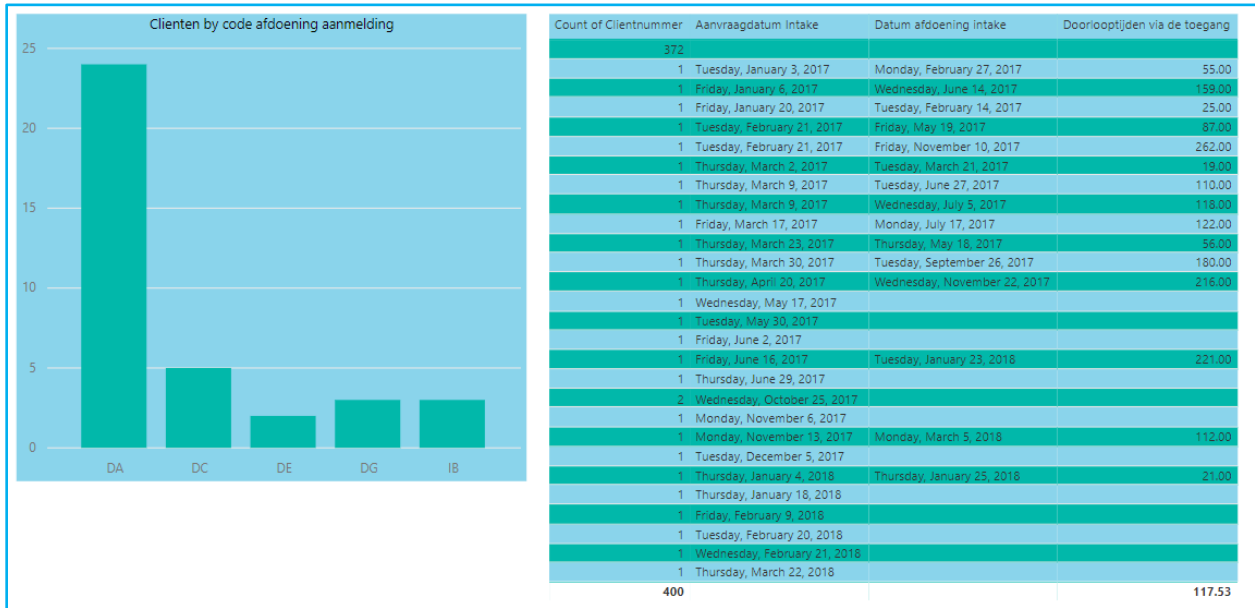 Clienten by code afdoening aanmelding
25
20
15
10
5
0
DA DC DE DG IB
Count of Clientnummer Aanvraagdatum Intake Datum afdoening intake Doorlooptijden via de toegang
372
1 Tuesday, January 3, 2017 Monday, February 27, 2017 55.00
1 Friday, January 6, 2017 Wednesday, June 14, 2017 159.00
1 Friday, January 20, 2017 Tuesday, February 14, 2017 25.00
1 Tuesday, February 21, 2017 Friday, May 19, 2017 87.00
1 Tuesday, February 21, 2017 Friday, November 10, 2017 262.00
1 Thursday, March 2, 2017 Tuesday, March 21, 2017 19.00
1 Thursday, March 9, 2017 Tuesday, June 27, 2017 110.00
1 Thursday, March 9, 2017 Wednesday, July 5, 2017 118.00
1 Friday, March 17, 2017 Monday, July 17, 2017 122.00
1 Thursday, March 23, 2017 Thursday, May 18, 2017 56.00
1 Thursday, March 30, 2017 Tuesday, September 26, 2017 180.00
1 Thursday, April 20, 2017 Wednesday, November 22, 2017 216.00
1 Wednesday, May 17, 2017
1 Tuesday, May 30, 2017
1 Friday, June 2, 2017
1 Friday, June 16, 2017 Tuesday, January 23, 2018 221.00
1 Thursday, June 29, 2017
2 Wednesday, October 25, 2017
1 Monday, November 6, 2017
1 Monday, November 13, 2017 Monday, March 5, 2018 112.00
1 Tuesday, December 5, 2017
1 Thursday, January 4, 2018 Thursday, January 25, 2018 21.00
1 Thursday, January 18, 2018
1 Friday, February 9, 2018
1 Tuesday, February 20, 2018
1 Wednesday, February 21, 2018
1 Thursday, March 22, 2018
400 117.53